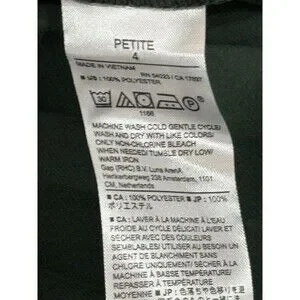 PETITE
4
MADE IN VIETNAM
RN 54023 / CA 17897
■ US : 100% POLYESTER
30
1166
MACHINE WASH COLD GENTLE CYCLE/
WASH AND DRY WITH LIKE COLORS/
ONLY NON-CHLORINE BLEACH
WHEN NEEDED/TUMBLE DRY LOW/
WARM IRON
Gap (RHC) B.V. Luna ArenA
Herikerbergweg 238 Amsterdam, 1101
CM, Netherlands
■ CA : 100% POLYESTER ■ JP : 100%
ポリエステル
■ CA : LAVER À LA MACHINE À L'EAU
FROIDE AU CYCLE DÉLICAT/ LAVER ET
SÉCHER AVEC DES COULEURS
SEMBLABLES/ UTILISER AU BESOIN UN
AGENT DE BLANCHIMENT SANS
CHLORE UNIQUEMENT/ SÉCHER À LA
MACHINE À BASSE TEMPÉRATURE/
REPASSER À TEMPÉRATURE
MOYENNE ■ JP :